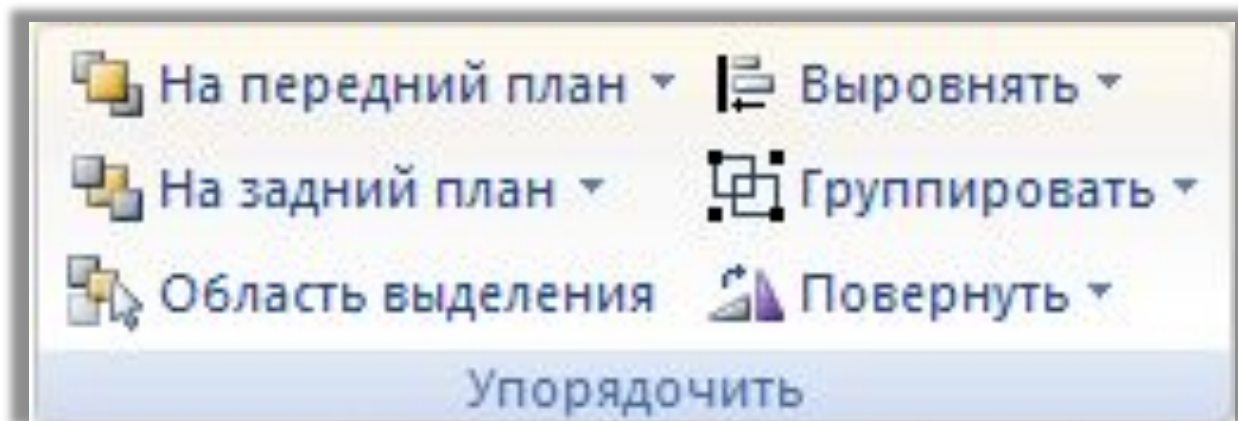 На передний план
Выровнять
На задний план
Группировать
Область выделения
Повернуть
Упорядочить